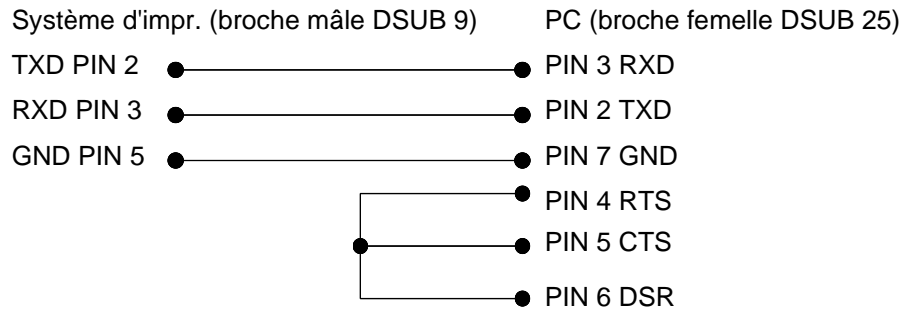 Système d'impr. (broche mâle DSUB 9) PC (broche femelle DSUB 25)
TXD PIN 2 PIN 3 RXD
RXD PIN 3 PIN 2 TXD
GND PIN 5 PIN 7 GND
PIN 4 RTS
PIN 5 CTS
PIN 6 DSR